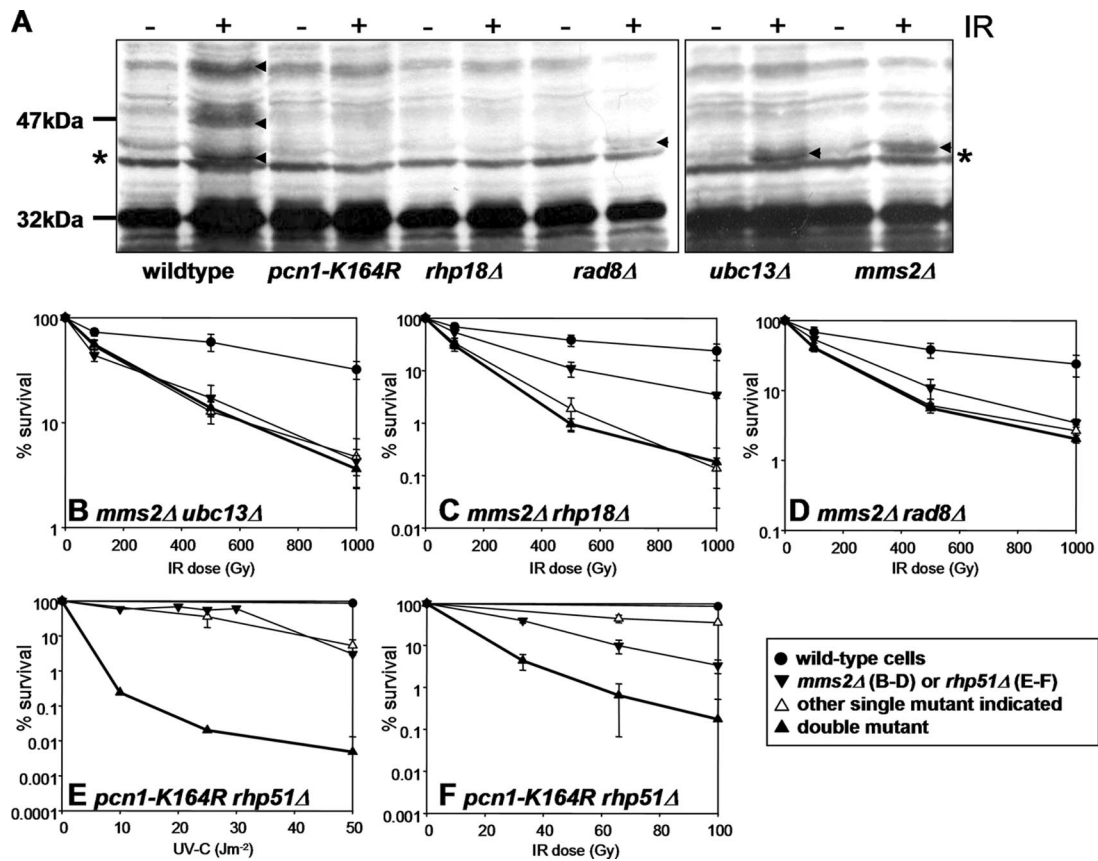 A - + - + - + - + - + - + IR
47kDa
* *
32kDa
wildtype pcn1-K164R rhp18Δ rad8Δ ubc13Δ mms2Δ
100
10
1
% survival
B mms2Δ ubc13Δ
0 200 400 600 800 1000
IR dose (Gy)
100
10
1
0.1
0.01
% survival
C mms2Δ rhp18Δ
0 200 400 600 800 1000
IR dose (Gy)
100
10
1
0.1
% survival
D mms2Δ rad8Δ
0 200 400 600 800 1000
IR dose (Gy)
100
10
1
0.1
0.01
0.001
0.0001
% survival
E pcn1-K164R rhp51Δ
0 10 20 30 40 50
UV-C (Jm⁻²)
100
10
1
0.1
0.01
0.001
0.0001
% survival
F pcn1-K164R rhp51Δ
0 20 40 60 80 100
IR dose (Gy)
wild-type cells
mms2Δ (B-D) or rhp51Δ (E-F)
other single mutant indicated
double mutant